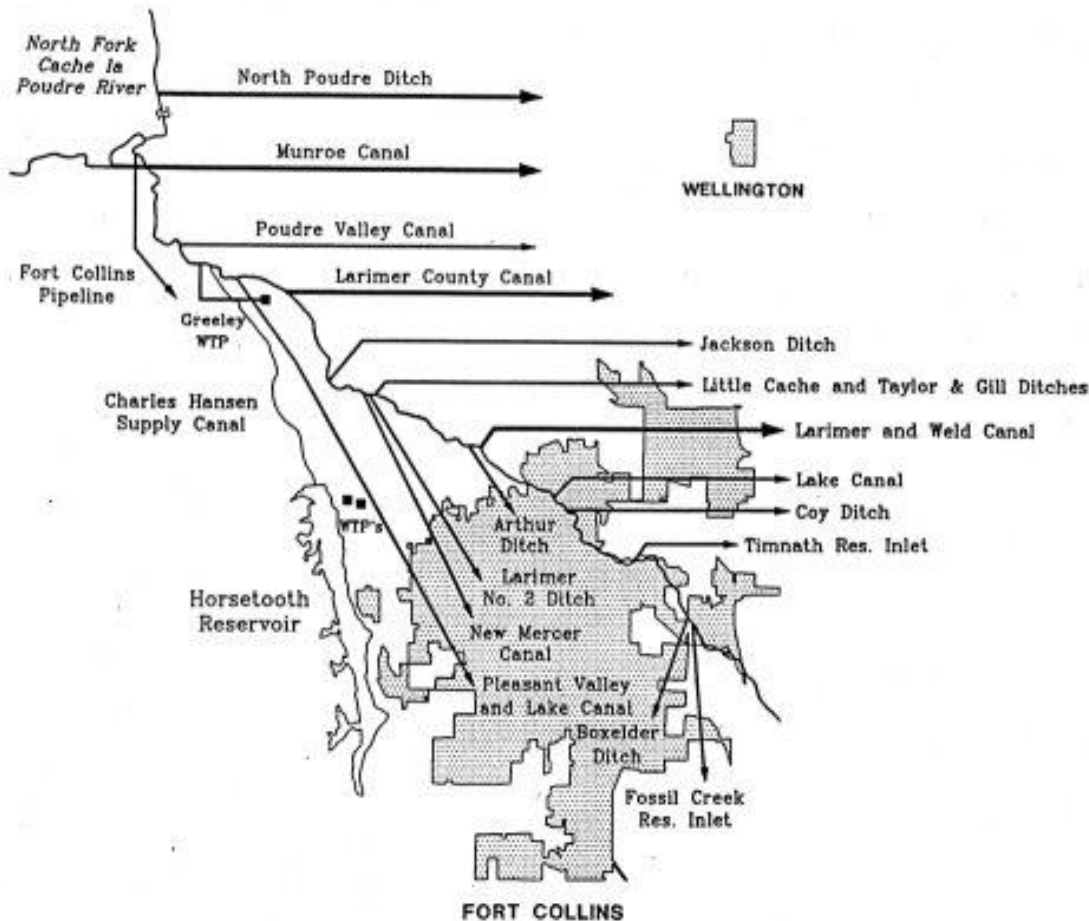 North Fork
Cache la
Poudre River
North Poudre Ditch
Munroe Canal
WELLINGTON
Poudre Valley Canal
Fort Collins
Pipeline
Larimer County Canal
Greeley
WTP
Jackson Ditch
Little Cache and Taylor & Gill Ditches
Charles Hansen
Supply Canal
Larimer and Weld Canal
Lake Canal
WTP's
Coy Ditch
Arthur
Ditch
Timnath Res. Inlet
Larimer
No. 2 Ditch
Horsetooth
Reservoir
New Mercer
Canal
Pleasant Valley
and Lake Canal
Boxelder
Ditch
Fossil Creek
Res. Inlet
FORT COLLINS